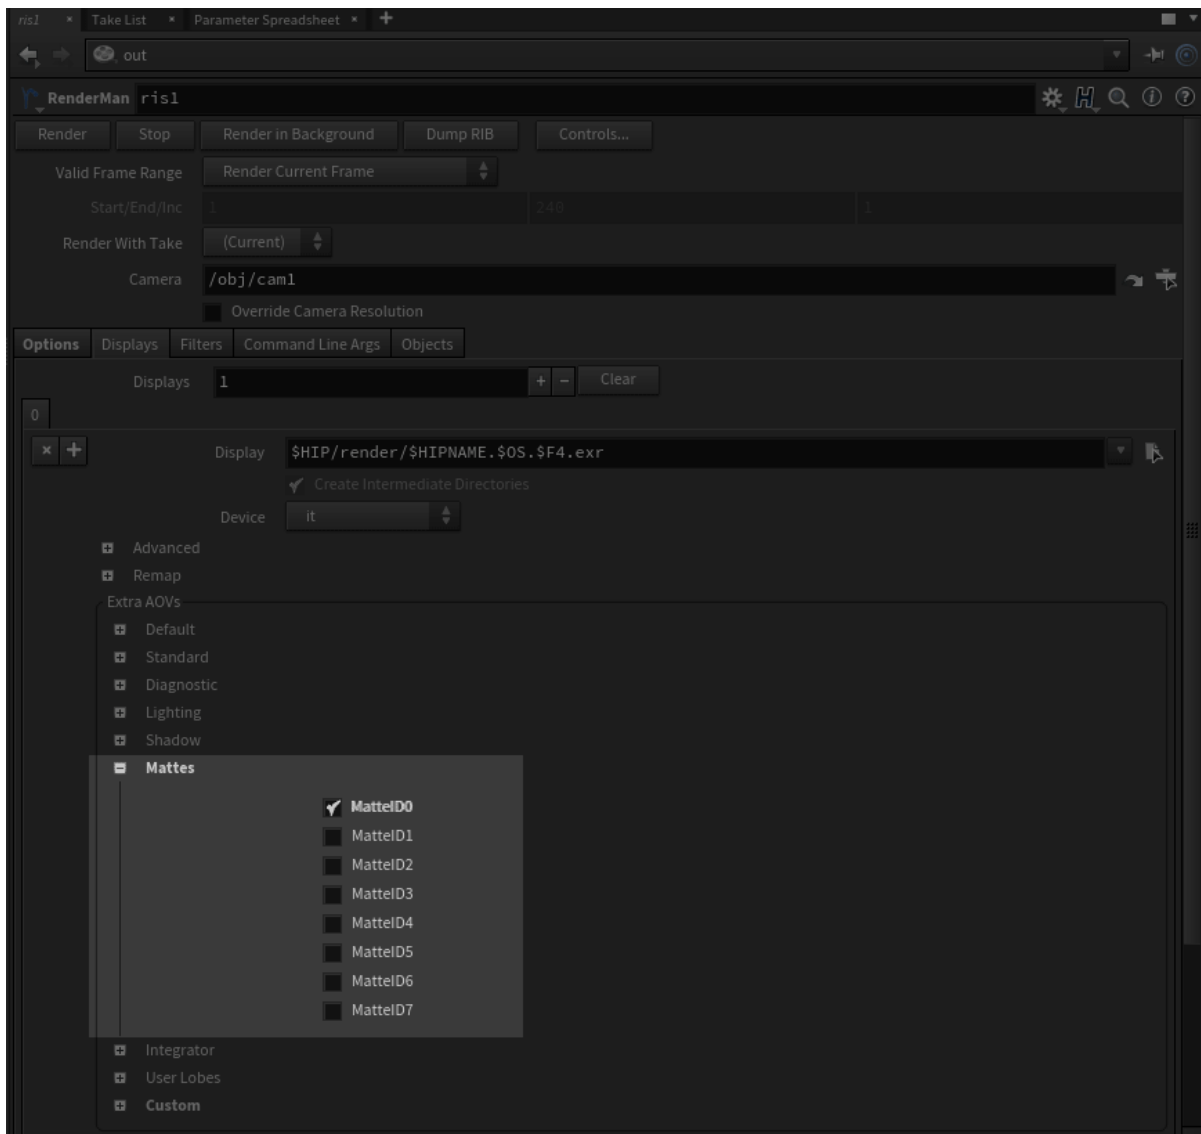 ris1 × Take List × Parameter Spreadsheet × +
out
RenderMan ris1
Render Stop Render in Background Dump RIB Controls...
Valid Frame Range Render Current Frame
Start/End/Inc 1 240 1
Render With Take (Current)
Camera /obj/cam1
Override Camera Resolution
Options Displays Filters Command Line Args Objects
Displays 1 + - Clear
0
× + Display $HIP/render/$HIPNAME.$OS.$F4.exr
Create Intermediate Directories
Device it
Advanced
Remap
Extra AOVs
Default
Standard
Diagnostic
Lighting
Shadow
Mattes
MatteID0
MatteID1
MatteID2
MatteID3
MatteID4
MatteID5
MatteID6
MatteID7
Integrator
User Lobes
Custom